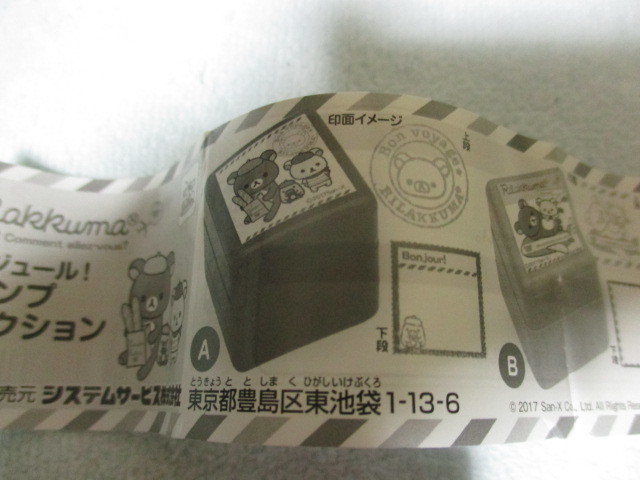 lakkuma
Comment allez-vous?
ジュール!
ンプ
クション
売元 システムサービス株式会社
印面イメージ
Bon voyage
RILAKKUMA
Bonjour!
下段
A
とうきょう と としま く ひがしいけぶくろ
東京都豊島区東池袋1-13-6
Rilakkuma
B
© 2017 San-X Co., Ltd. All Rights Rese